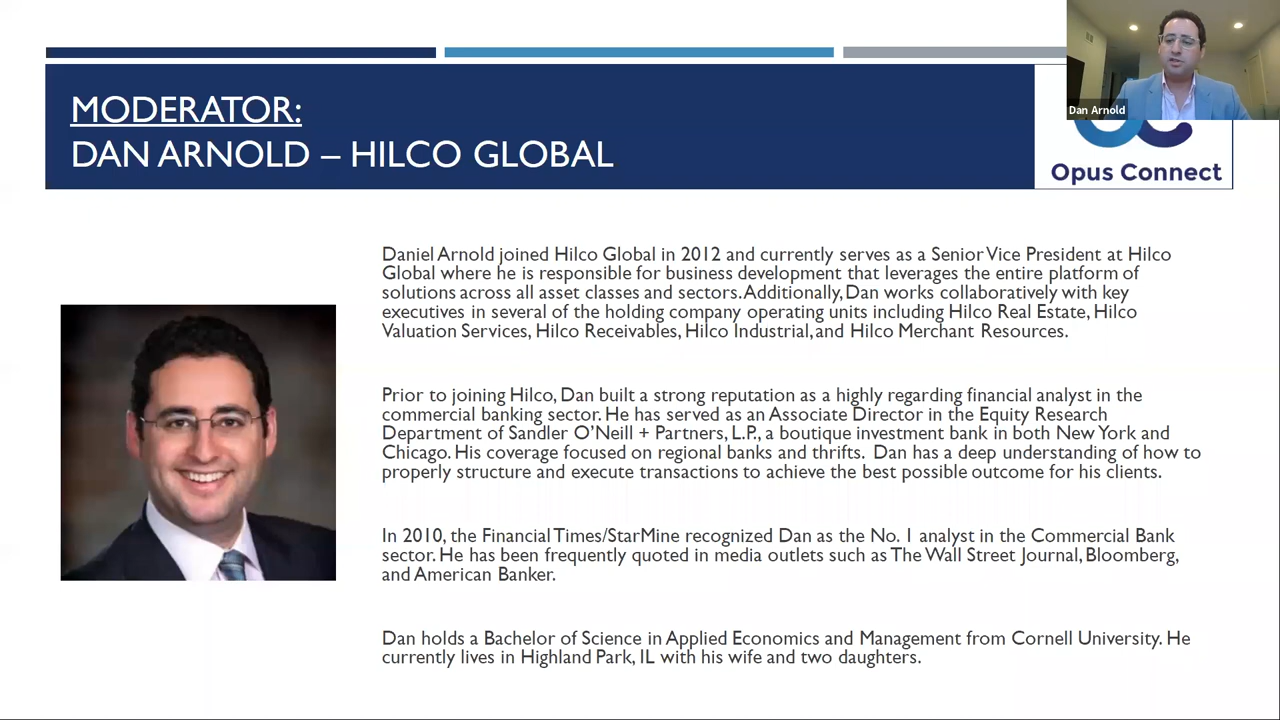 MODERATOR:
DAN ARNOLD – HILCO GLOBAL
Dan Arnold
Opus Connect
Daniel Arnold joined Hilco Global in 2012 and currently serves as a Senior Vice President at Hilco
Global where he is responsible for business development that leverages the entire platform of
solutions across all asset classes and sectors. Additionally, Dan works collaboratively with key
executives in several of the holding company operating units including Hilco Real Estate, Hilco
Valuation Services, Hilco Receivables, Hilco Industrial, and Hilco Merchant Resources.
Prior to joining Hilco, Dan built a strong reputation as a highly regarding financial analyst in the
commercial banking sector. He has served as an Associate Director in the Equity Research
Department of Sandler O'Neill + Partners, L.P., a boutique investment bank in both New York and
Chicago. His coverage focused on regional banks and thrifts. Dan has a deep understanding of how to
properly structure and execute transactions to achieve the best possible outcome for his clients.
In 2010, the Financial Times/StarMine recognized Dan as the No. 1 analyst in the Commercial Bank
sector. He has been frequently quoted in media outlets such as The Wall Street Journal, Bloomberg,
and American Banker.
Dan holds a Bachelor of Science in Applied Economics and Management from Cornell University. He
currently lives in Highland Park, IL with his wife and two daughters.